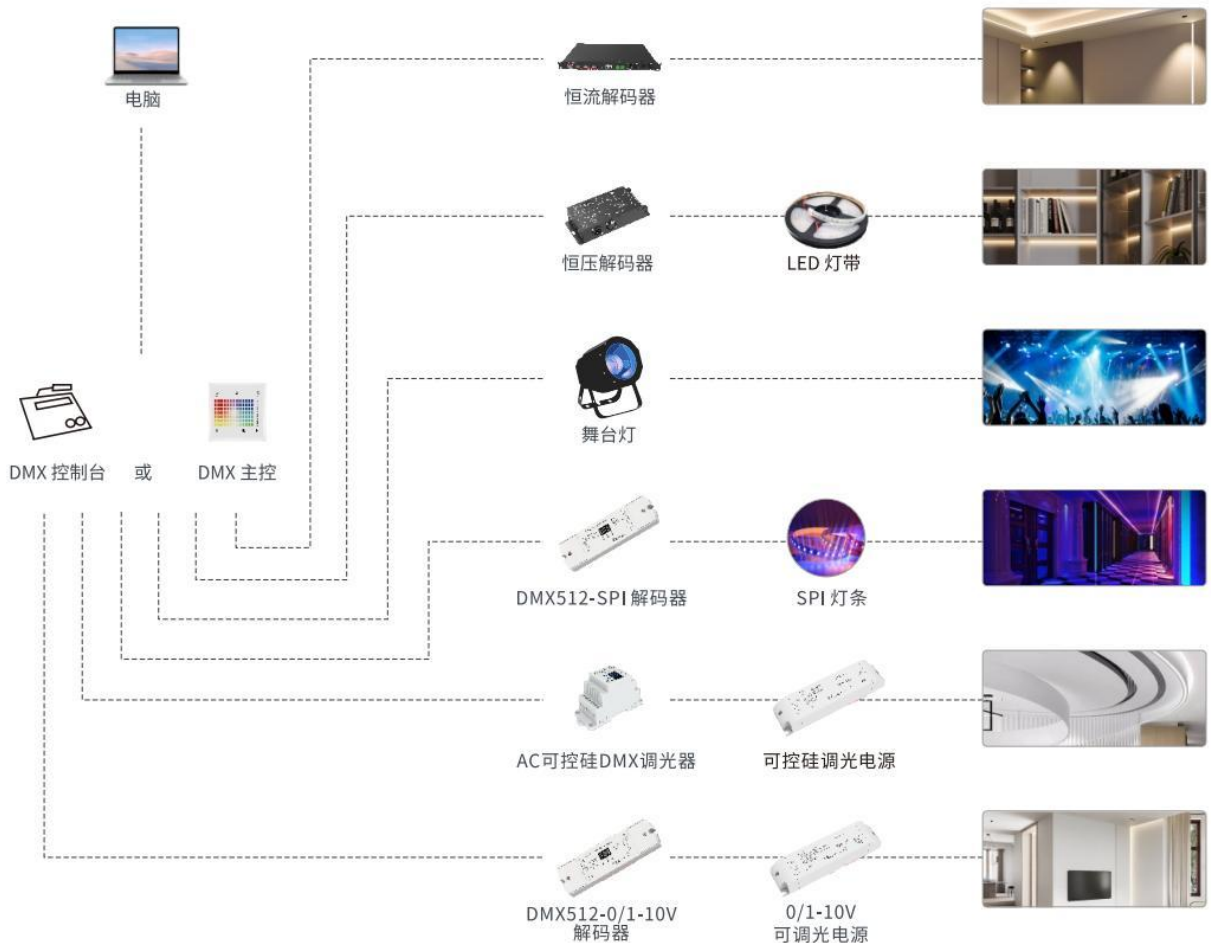 电脑
恒流解码器
恒压解码器
LED 灯带
舞台灯
DMX 控制台
或
DMX 主控
DMX512-SPI 解码器
SPI 灯条
AC可控硅DMX调光器
可控硅调光电源
DMX512-0/1-10V
解码器
0/1-10V
可调光电源